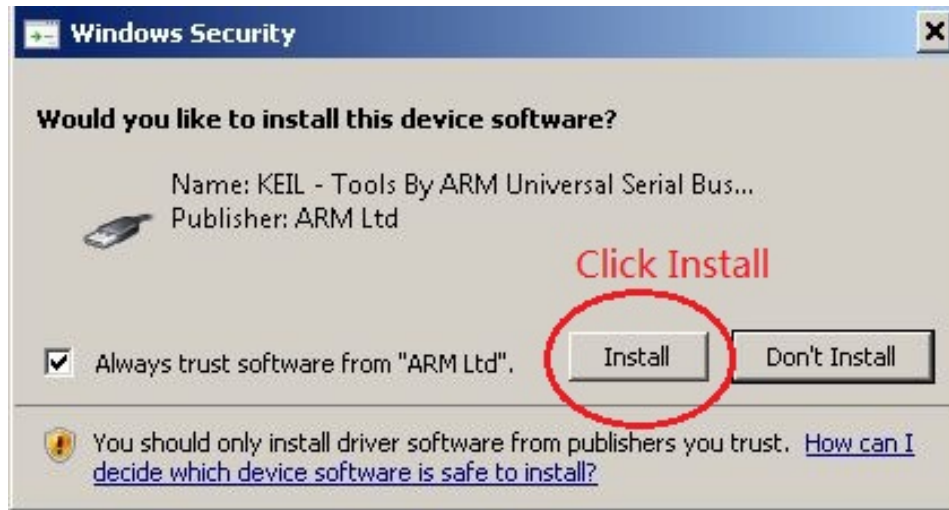 Windows Security
Would you like to install this device software?
Name: KEIL - Tools By ARM Universal Serial Bus...
Publisher: ARM Ltd
Click Install
Always trust software from "ARM Ltd".
Install
Don't Install
You should only install driver software from publishers you trust. How can I
decide which device software is safe to install?